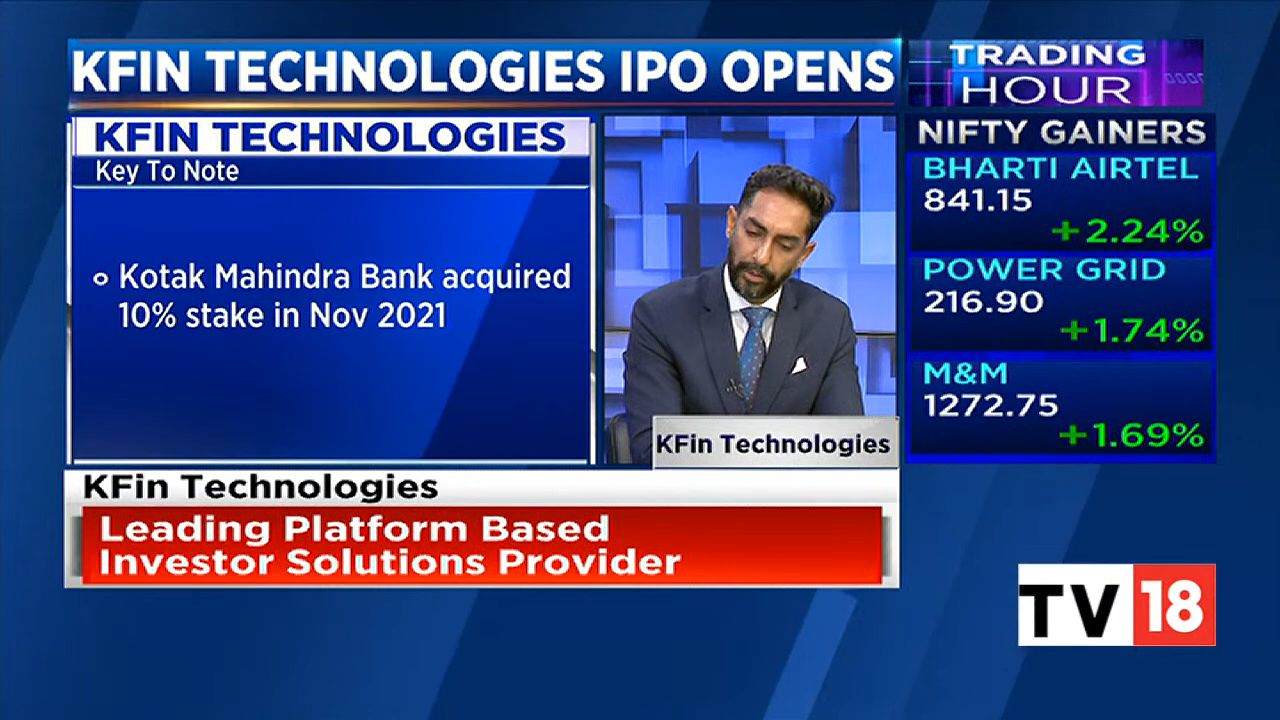 KFIN TECHNOLOGIES IPO OPENS
KFIN TECHNOLOGIES
Key To Note
Kotak Mahindra Bank acquired
10% stake in Nov 2021
KFin Technologies
KFin Technologies
Leading Platform Based
Investor Solutions Provider
TRADING
HOUR
NIFTY GAINERS
BHARTI AIRTEL
841.15
+2.24%
POWER GRID
216.90
+1.74%
M&M
1272.75
+1.69%
TV18